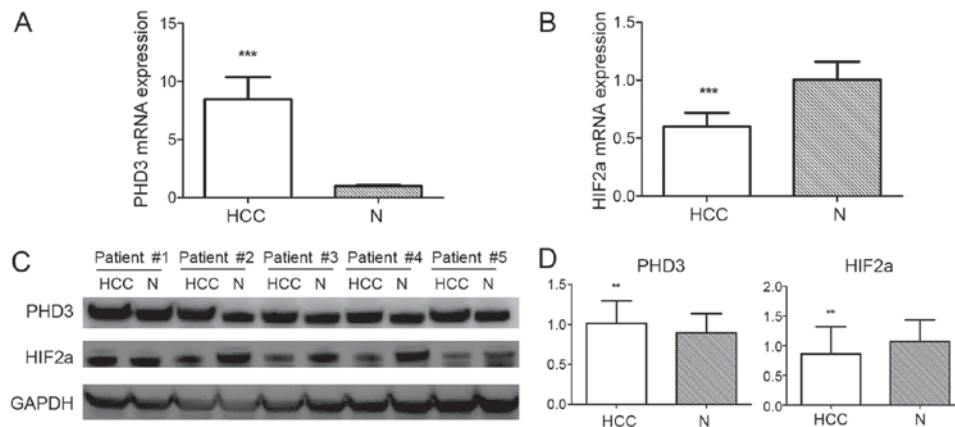 A
PHD3 mRNA expression
15
10
5
0
***
HCC
N
B
HIF2a mRNA expression
1.5
1.0
0.5
0.0
***
HCC
N
C
Patient #1 Patient #2 Patient #3 Patient #4 Patient #5
HCC N HCC N HCC N HCC N HCC N
PHD3
HIF2a
GAPDH
D
PHD3
1.5
1.0
0.5
0.0
**
HCC
N
HIF2a
2.0
1.5
1.0
0.5
0.0
**
HCC
N